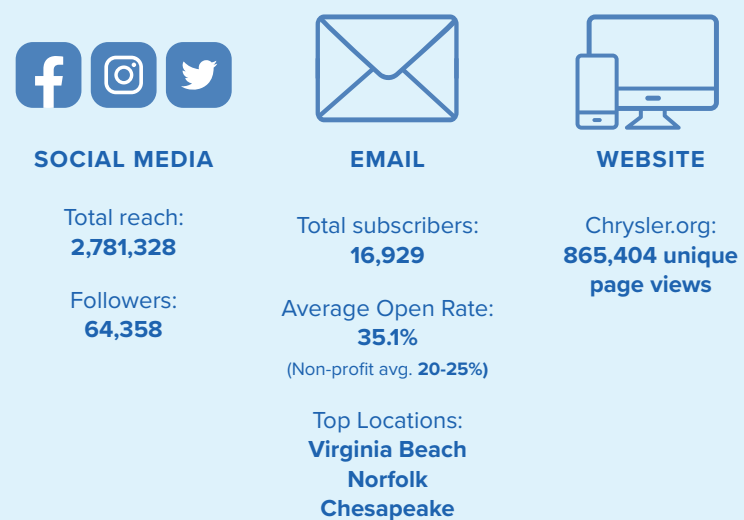 SOCIAL MEDIA
Total reach:
2,781,328
Followers:
64,358
EMAIL
Total subscribers:
16,929
Average Open Rate:
35.1%
(Non-profit avg. 20-25%)
Top Locations:
Virginia Beach
Norfolk
Chesapeake
WEBSITE
Chrysler.org:
865,404 unique
page views